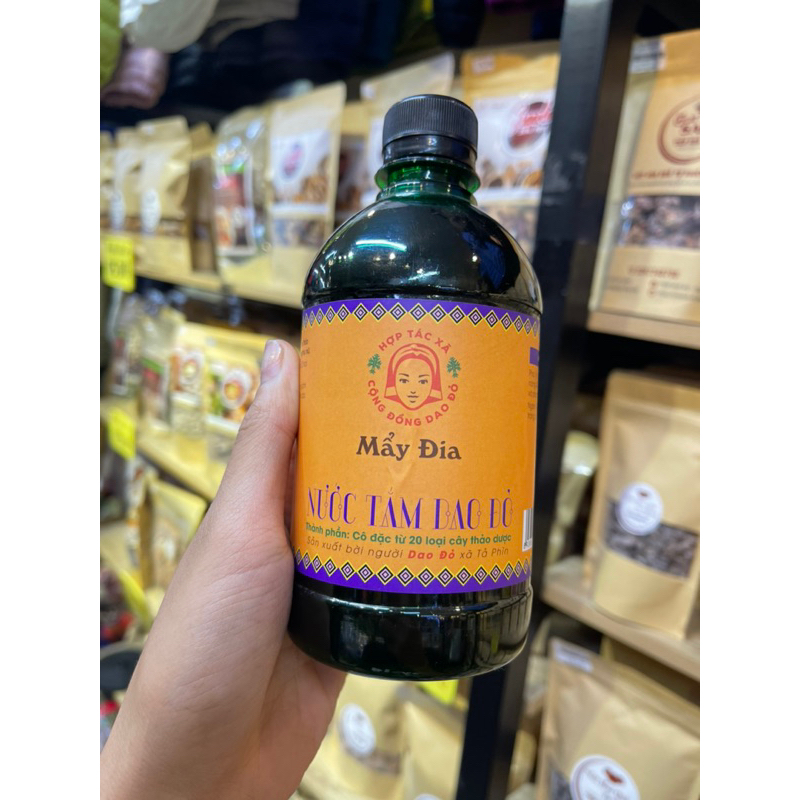 HỢP TÁC XÃ
CỘNG ĐỒNG DAO ĐỎ
Mẩy Đia
NƯỚC TẮM DAO ĐỎ
Thành phần: Cô đặc từ 20 loại cây thảo dược
Sản xuất bởi người Dao Đỏ xã Tả Phìn